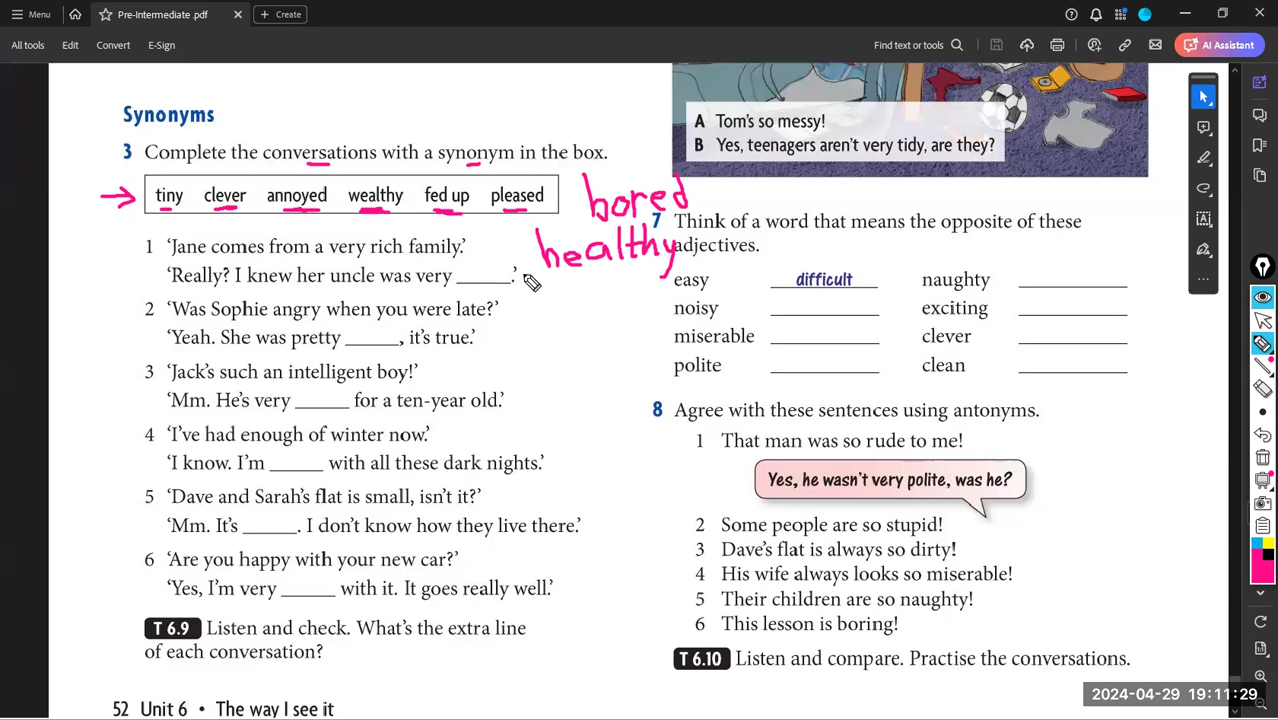 Menu
Pre-Intermediate .pdf
Create
All tools
Edit
Convert
E-Sign
Find text or tools
AI Assistant
Synonyms
3 Complete the conversations with a synonym in the box.
tiny clever annoyed wealthy fed up pleased
bored
healthy
1 ‘Jane comes from a very rich family.’
‘Really? I knew her uncle was very _____.’
2 ‘Was Sophie angry when you were late?’
‘Yeah. She was pretty _____, it’s true.’
3 ‘Jack’s such an intelligent boy!’
‘Mm. He’s very _____ for a ten-year old.’
4 ‘I’ve had enough of winter now.’
‘I know. I’m _____ with all these dark nights.’
5 ‘Dave and Sarah’s flat is small, isn’t it?’
‘Mm. It’s _____. I don’t know how they live there.’
6 ‘Are you happy with your new car?’
‘Yes, I’m very _____ with it. It goes really well.’
T 6.9 Listen and check. What’s the extra line
of each conversation?
52 Unit 6 • The way I see it
A Tom’s so messy!
B Yes, teenagers aren’t very tidy, are they?
7 Think of a word that means the opposite of these
adjectives.
easy difficult naughty
noisy exciting
miserable clever
polite clean
8 Agree with these sentences using antonyms.
1 That man was so rude to me!
Yes, he wasn’t very polite, was he?
2 Some people are so stupid!
3 Dave’s flat is always so dirty!
4 His wife always looks so miserable!
5 Their children are so naughty!
6 This lesson is boring!
T 6.10 Listen and compare. Practise the conversations.
2024-04-29 19:11:29